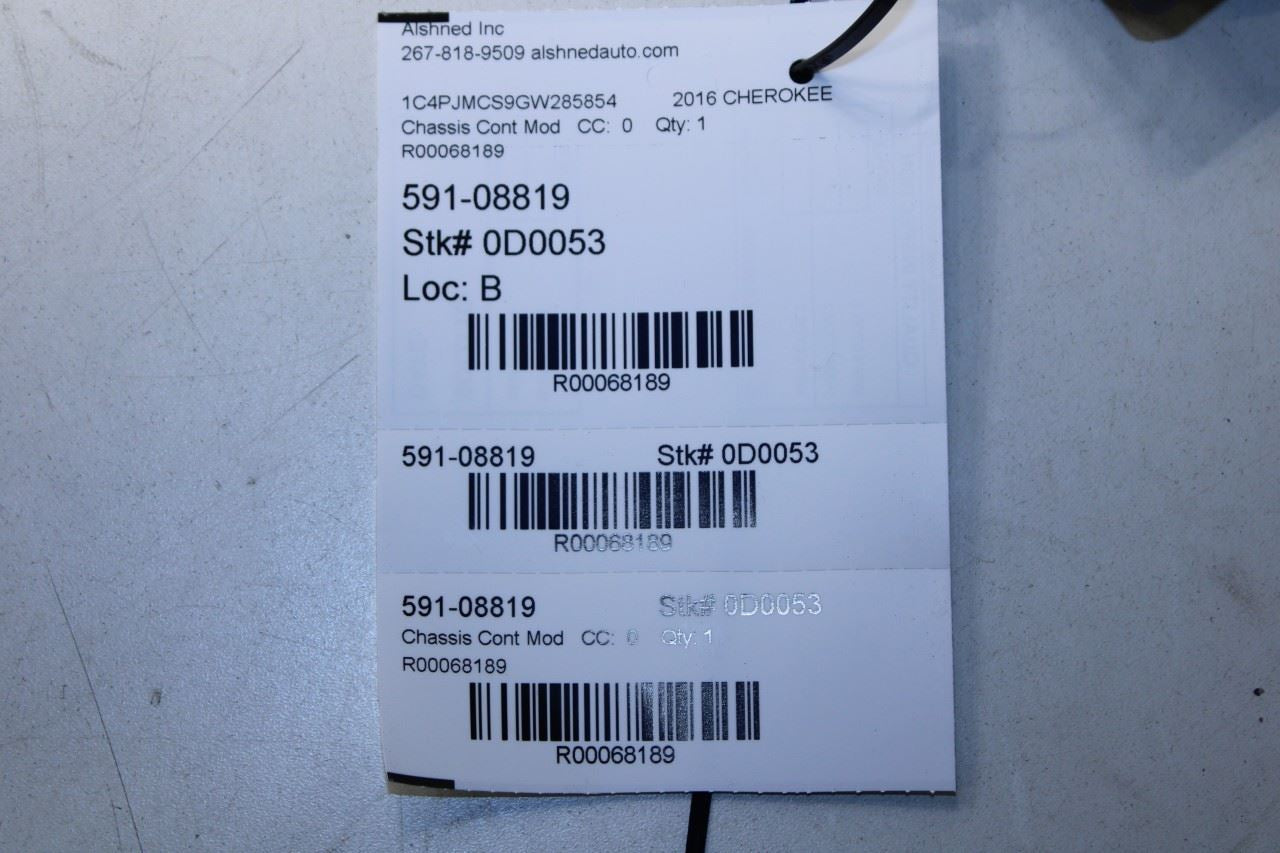 Alshned Inc
267-818-9509 alshnedauto.com
1C4PJMCS9GW285854 2016 CHEROKEE
Chassis Cont Mod CC: 0 Qty: 1
R00068189
591-08819
Stk# 0D0053
Loc: B
R00068189
591-08819 Stk# 0D0053
R00068189
591-08819 Stk# 0D0053
Chassis Cont Mod CC: 0 Qty: 1
R00068189
R00068189